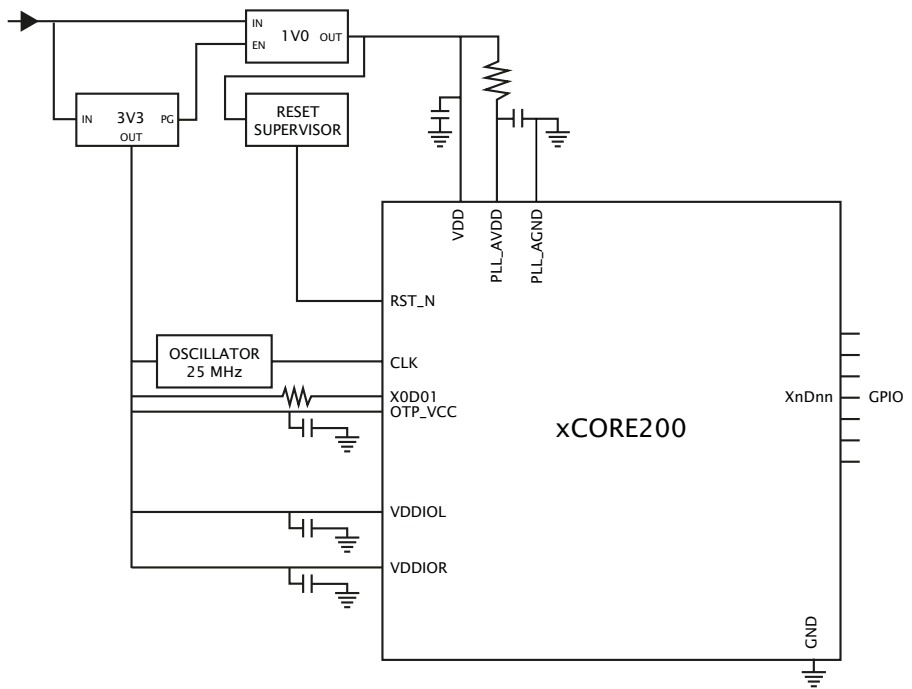 IN
1V0 OUT
EN
IN 3V3 PG
OUT
RESET
SUPERVISOR
VDD
PLL_AVDD
PLL_AGND
RST_N
OSCILLATOR
25 MHz
CLK
X0D01
OTP_VCC
XnDnn GPIO
xCORE200
VDDIOL
VDDIOR
GND